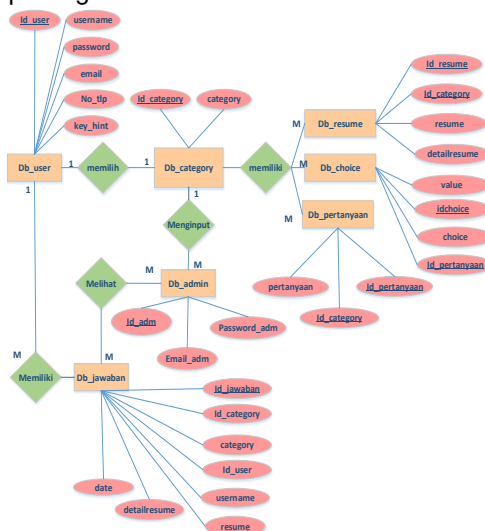 Id_user
username
password
email
No_tlp
key_hint
Id_category
category
Id_resume
Id_category
resume
detailresume
Db_user
1
memilih
1
Db_category
memiliki
M
Db_resume
M
Db_choice
M
Db_pertanyaan
value
idchoice
choice
Id_pertanyaan
1
1
Menginput
pertanyaan
Id_category
Id_pertanyaan
Melihat
M
M
Db_admin
Id_adm
Email_adm
Password_adm
M
M
Memiliki
Db_jawaban
Id_jawaban
Id_category
category
Id_user
username
resume
detailresume
date